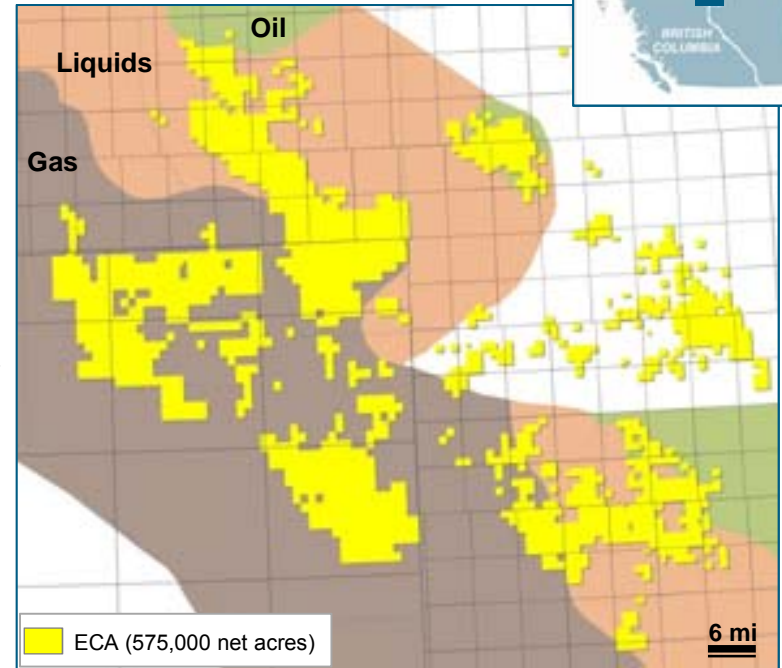 Oil
BRITISH
COLUMBIA
Liquids
Gas
ECA (575,000 net acres)
6 mi